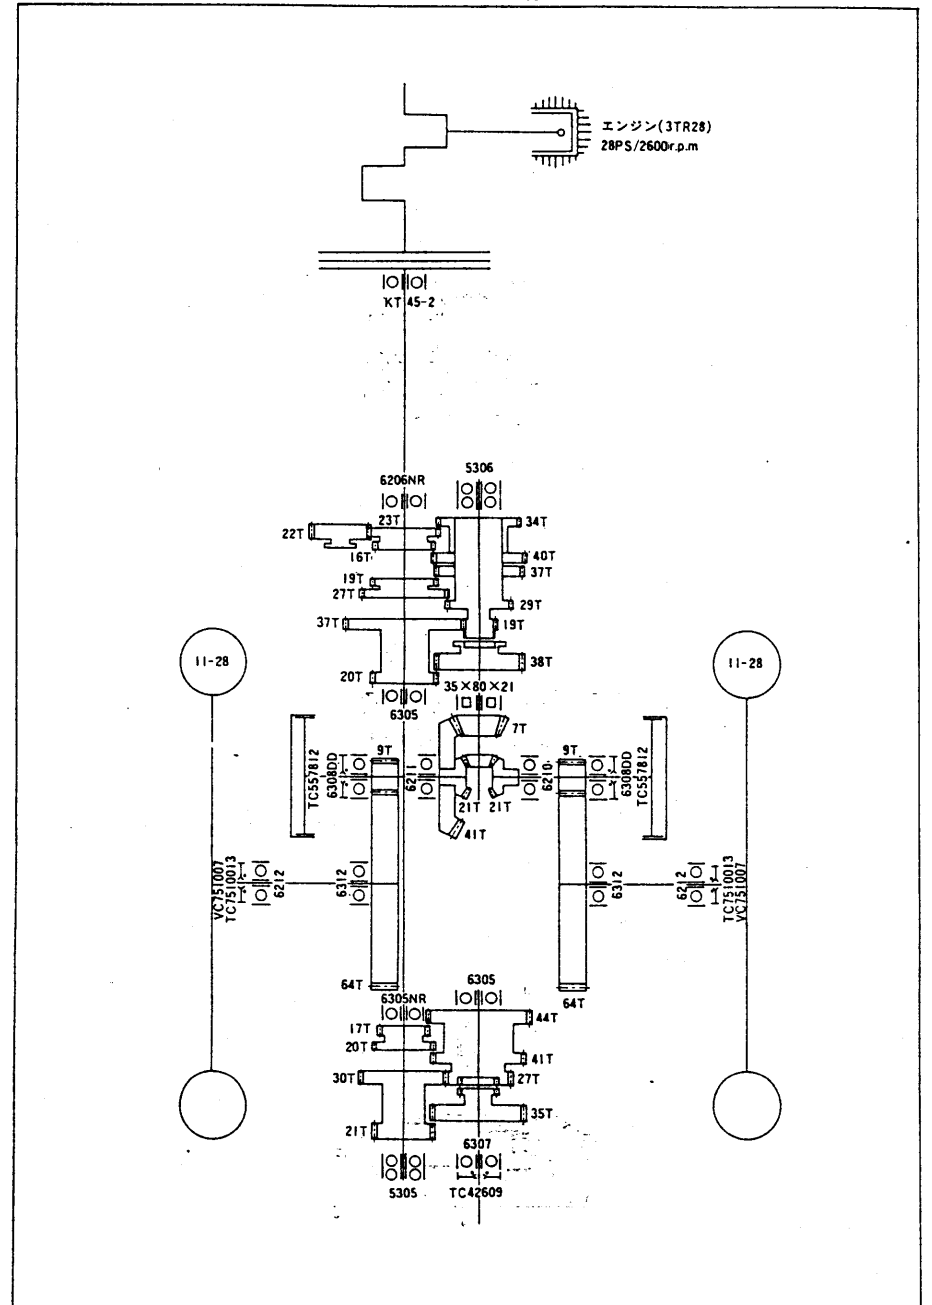 エンジン(3TR28)
28PS/2600r.p.m
KT 45-2
5306
6206NR
23T
34T
22T
16T
40T
37T
19T
27T
29T
37T
19T
38T
11-28
11-28
20T
35×80×21
6305
7T
9T
9T
TC557812
6308DD
6211
6210
6308DD
TC557812
21T
21T
41T
VC751007
TC7510013
6212
6312
6312
6212
TC7510013
VC751007
64T
64T
6305NR
6305
17T
44T
20T
41T
30T
27T
35T
21T
6307
5305
TC42609